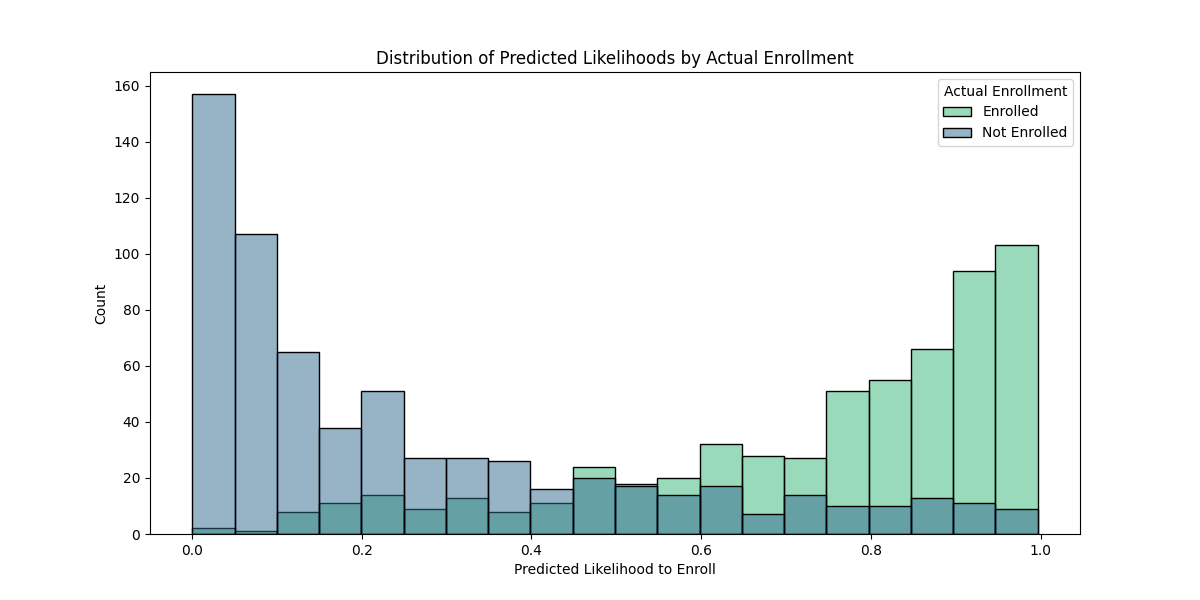 Distribution of Predicted Likelihoods by Actual Enrollment
Actual Enrollment
Enrolled
Not Enrolled
160
140
120
100
80
60
40
20
0
Count
0.0 0.2 0.4 0.6 0.8 1.0
Predicted Likelihood to Enroll